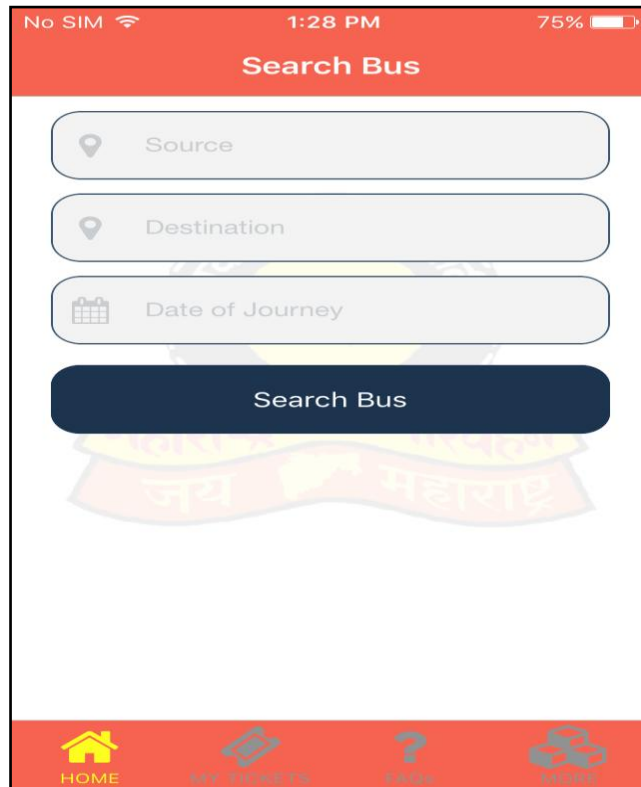 No SIM 1:28 PM 75%
Search Bus
Source
Destination
Date of Journey
Search Bus
जय महाराष्ट्र
HOME MY TICKETS FAQs MORE